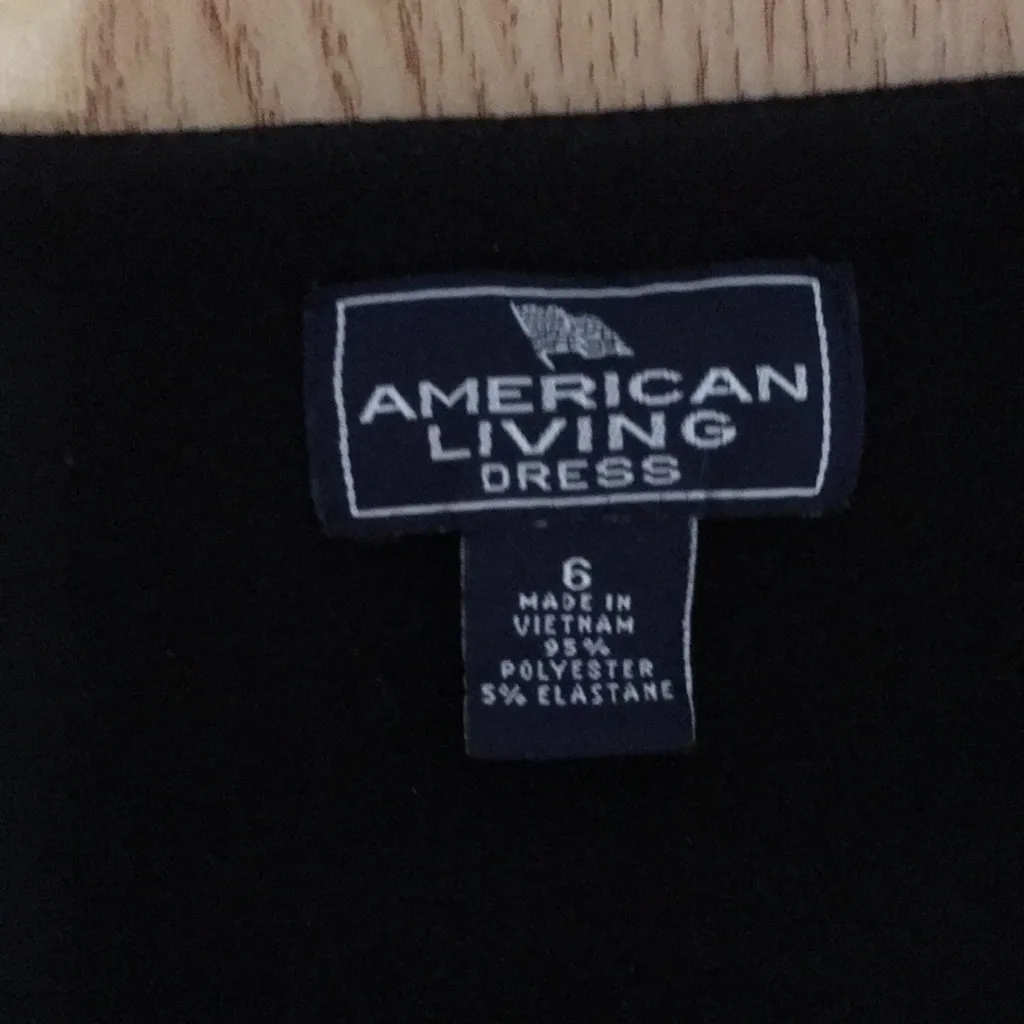 AMERICAN
LIVING
DRESS
6
MADE IN
VIETNAM
95%
POLYESTER
5% ELASTANE